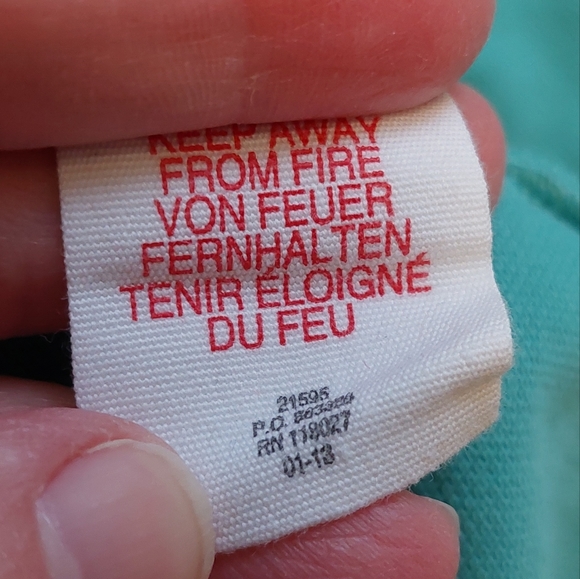 KEEP AWAY
FROM FIRE
VON FEUER
FERNHALTEN
TENIR ÉLOIGNÉ
DU FEU
21595
P.O.
RN 119027
01-13